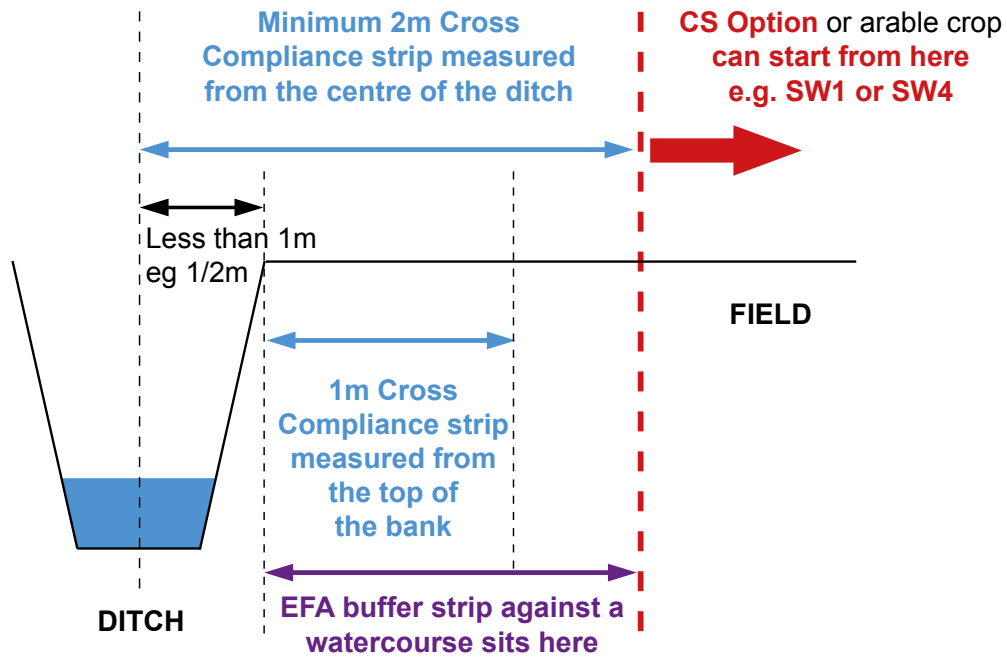 Minimum 2m Cross
Compliance strip measured
from the centre of the ditch
CS Option or arable crop
can start from here
e.g. SW1 or SW4
Less than 1m
eg 1/2m
FIELD
1m Cross
Compliance strip
measured from
the top of
the bank
DITCH
EFA buffer strip against a
watercourse sits here